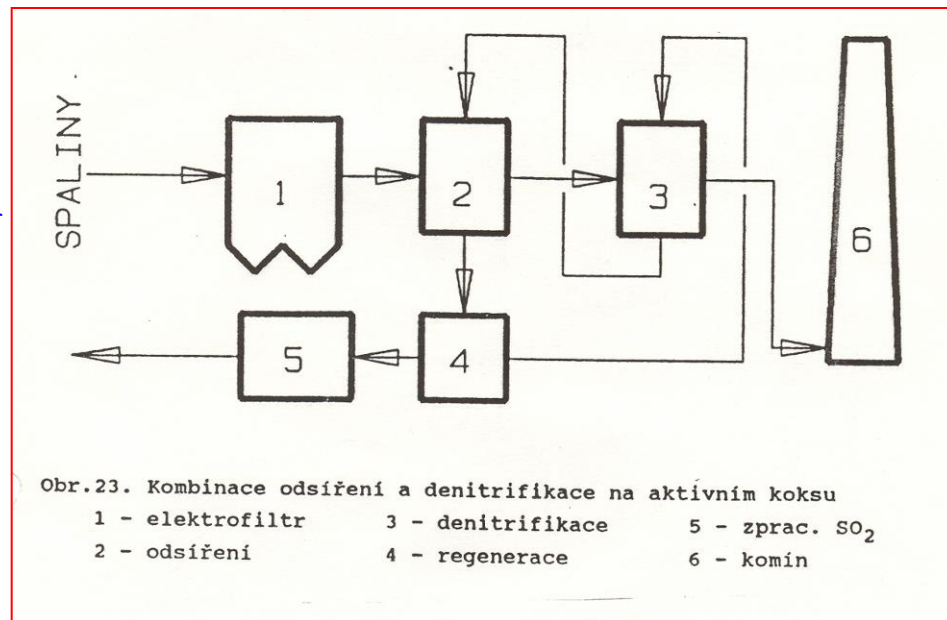 SPALINY.
1
2
3
6
5
4
Obr.23. Kombinace odsíření a denitrifikace na aktivním koksu
1 - elektrofiltr 3 - denitrifikace 5 - zprac. SO₂
2 - odsíření 4 - regenerace 6 - komín